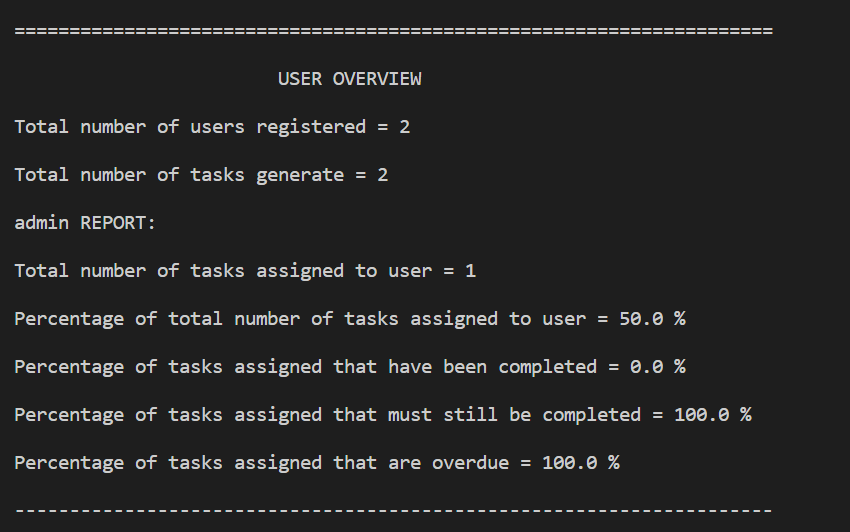 =====================================================================
USER OVERVIEW
Total number of users registered = 2
Total number of tasks generate = 2
admin REPORT:
Total number of tasks assigned to user = 1
Percentage of total number of tasks assigned to user = 50.0 %
Percentage of tasks assigned that have been completed = 0.0 %
Percentage of tasks assigned that must still be completed = 100.0 %
Percentage of tasks assigned that are overdue = 100.0 %
---------------------------------------------------------------------